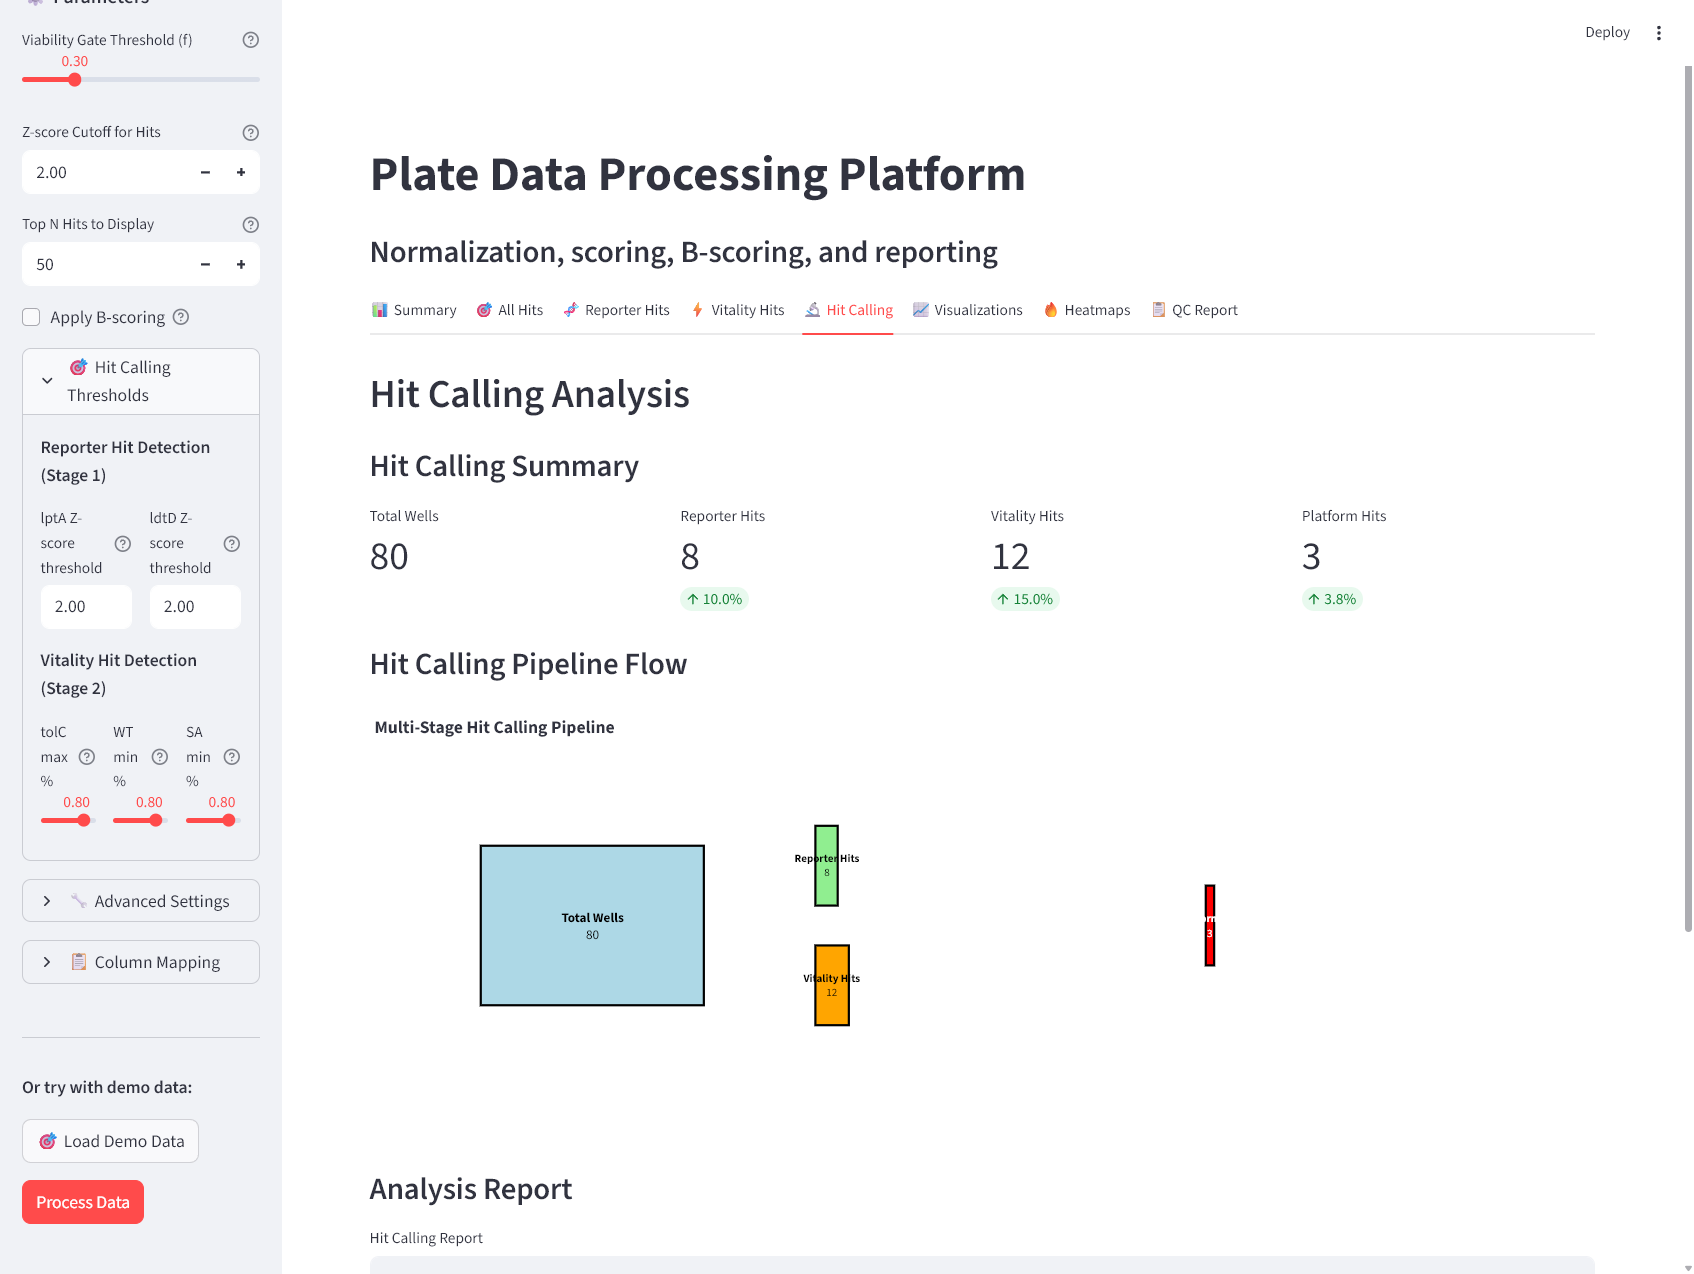 Parameters
Viability Gate Threshold (f)
0.30
Z-score Cutoff for Hits
2.00
Top N Hits to Display
50
Apply B-scoring
Hit Calling
Thresholds
Reporter Hit Detection
(Stage 1)
lptA Z-
score
threshold
2.00
ldtD Z-
score
threshold
2.00
Vitality Hit Detection
(Stage 2)
tolC
max
%
0.80
WT
min
%
0.80
SA
min
%
0.80
Advanced Settings
Column Mapping
Or try with demo data:
Load Demo Data
Process Data
Deploy
Plate Data Processing Platform
Normalization, scoring, B-scoring, and reporting
Summary All Hits Reporter Hits Vitality Hits Hit Calling Visualizations Heatmaps QC Report
Hit Calling Analysis
Hit Calling Summary
Total Wells
80
Reporter Hits
8
↑ 10.0%
Vitality Hits
12
↑ 15.0%
Platform Hits
3
↑ 3.8%
Hit Calling Pipeline Flow
Multi-Stage Hit Calling Pipeline
Total Wells
80
Reporter Hits
8
Vitality Hits
12
3
Analysis Report
Hit Calling Report